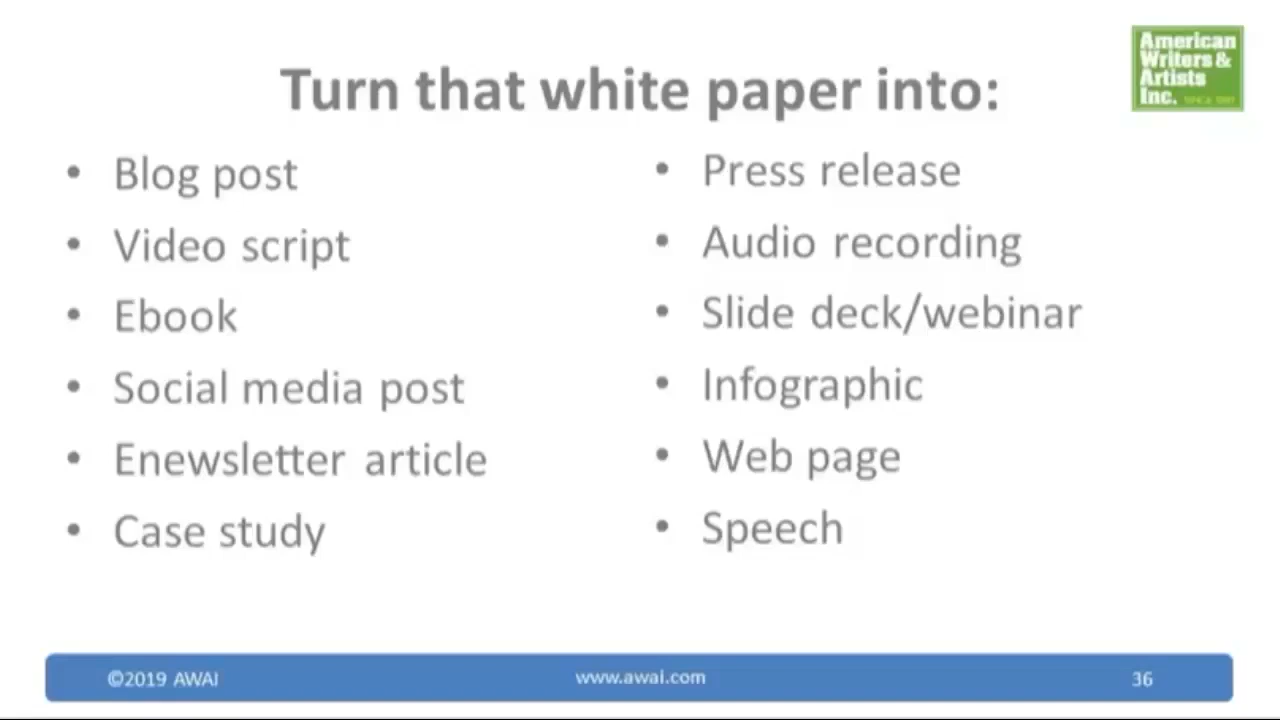 Turn that white paper into:
American
Writers &
Artists
Inc.
• Blog post
• Video script
• Ebook
• Social media post
• Enewsletter article
• Case study
• Press release
• Audio recording
• Slide deck/webinar
• Infographic
• Web page
• Speech
©2019 AWAI
www.awai.com
36